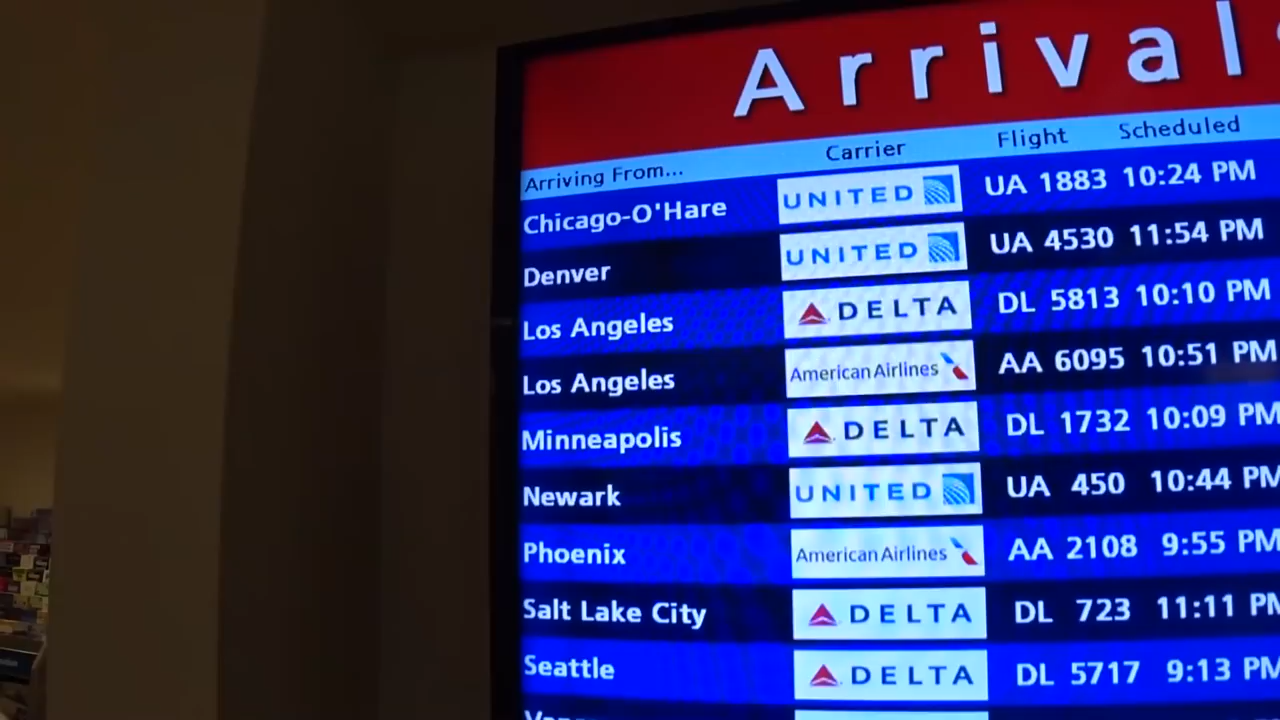 Arrivals
Arriving From... Carrier Flight Scheduled
Chicago-O'Hare UNITED UA 1883 10:24 PM
Denver UNITED UA 4530 11:54 PM
Los Angeles DELTA DL 5813 10:10 PM
Los Angeles American Airlines AA 6095 10:51 PM
Minneapolis DELTA DL 1732 10:09 PM
Newark UNITED UA 450 10:44 PM
Phoenix American Airlines AA 2108 9:55 PM
Salt Lake City DELTA DL 723 11:11 PM
Seattle DELTA DL 5717 9:13 PM